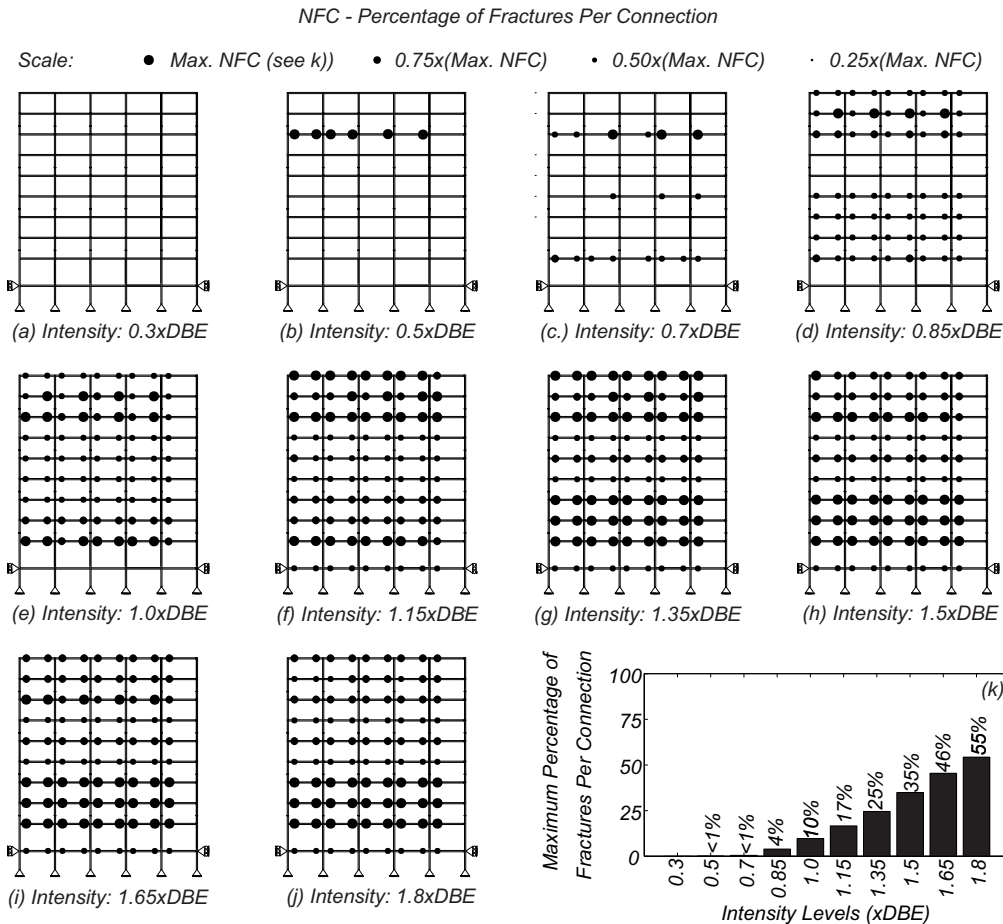 NFC - Percentage of Fractures Per Connection
Scale: Max. NFC (see k)) 0.75x(Max. NFC) 0.50x(Max. NFC) 0.25x(Max. NFC)
(a) Intensity: 0.3xDBE
(b) Intensity: 0.5xDBE
(c.) Intensity: 0.7xDBE
(d) Intensity: 0.85xDBE
(e) Intensity: 1.0xDBE
(f) Intensity: 1.15xDBE
(g) Intensity: 1.35xDBE
(h) Intensity: 1.5xDBE
(i) Intensity: 1.65xDBE
(j) Intensity: 1.8xDBE
Maximum Percentage of
Fractures Per Connection
100
75
50
25
0
(k)
<1%
<1%
4%
10%
17%
25%
35%
46%
55%
0.3
0.5
0.7
0.85
1.0
1.15
1.35
1.5
1.65
1.8
Intensity Levels (xDBE)